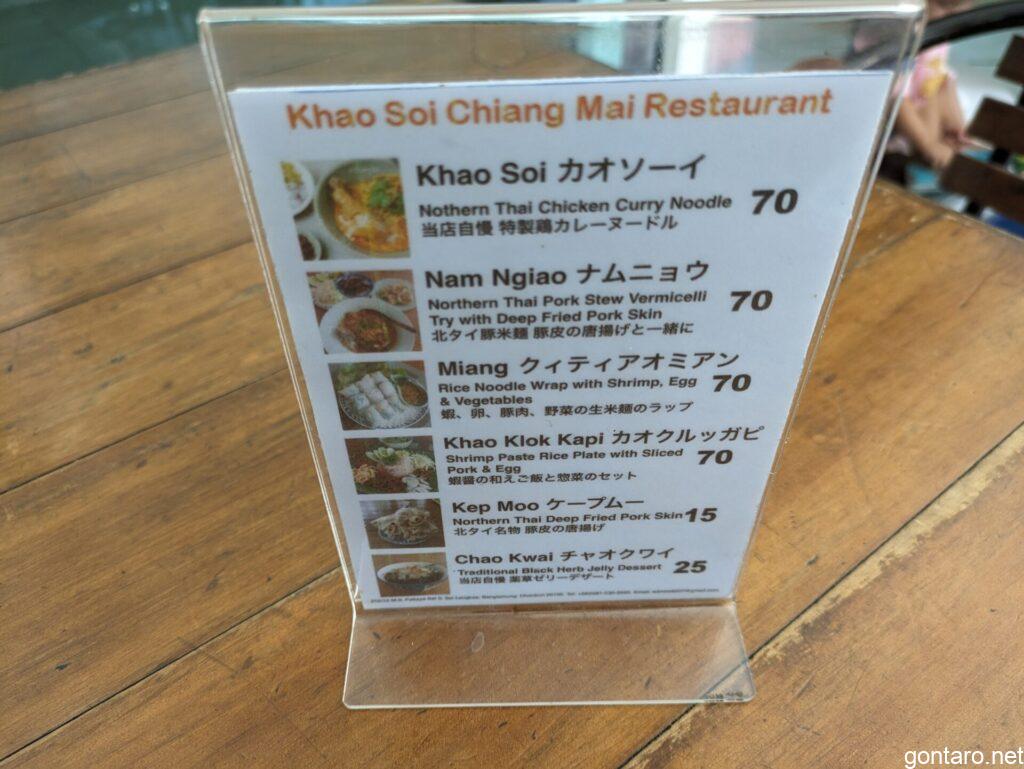 Khao Soi Chiang Mai Restaurant
Khao Soi カオソーイ
Nothern Thai Chicken Curry Noodle 70
当店自慢 特製鶏カレーヌードル
Nam Ngiao ナムニョウ
Northern Thai Pork Stew Vermicelli 70
Try with Deep Fried Pork Skin
北タイ豚米麺 豚皮の唐揚げと一緒に
Miang クィティアオミアン
Rice Noodle Wrap with Shrimp, Egg 70
& Vegetables
蝦、卵、豚肉、野菜の生米麺のラップ
Khao Klok Kapi カオクルッガピ
Shrimp Paste Rice Plate with Sliced 70
Pork & Egg
蝦醤の和えご飯と惣菜のセット
Kep Moo ケープムー
Northern Thai Deep Fried Pork Skin 15
北タイ名物 豚皮の唐揚げ
Chao Kwai チャオクワイ
Traditional Black Herb Jelly Dessert 25
当店自慢 薬草ゼリーデザート
gontaro.net